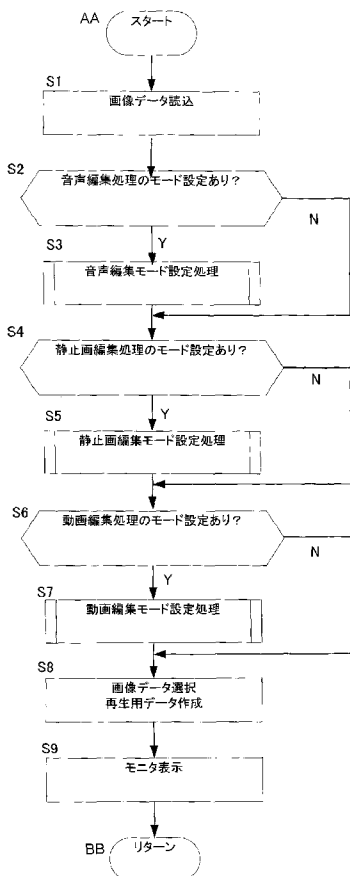 AA
スタート
S1
画像データ読込
S2
音声編集処理のモード設定あり?
N
Y
S3
音声編集モード設定処理
S4
静止画編集処理のモード設定あり?
N
Y
S5
静止画編集モード設定処理
S6
動画編集処理のモード設定あり?
N
Y
S7
動画編集モード設定処理
S8
画像データ選択
再生用データ作成
S9
モニタ表示
BB
リターン